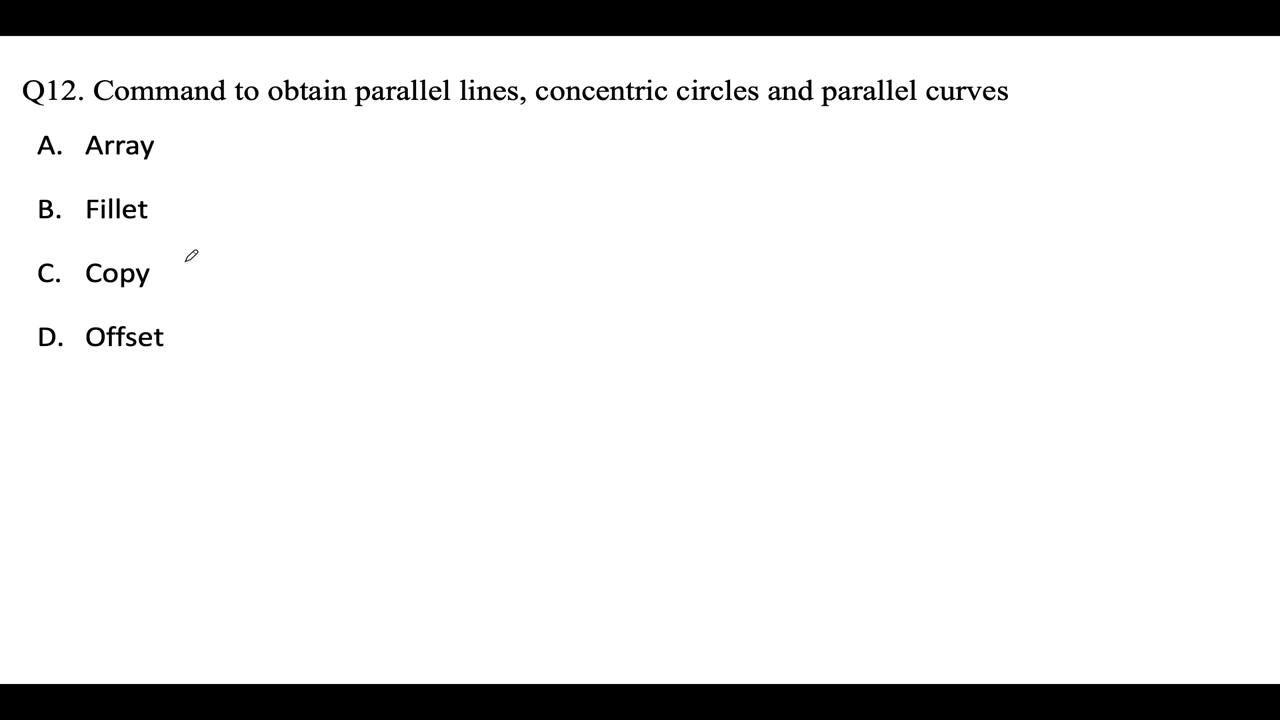 Q12. Command to obtain parallel lines, concentric circles and parallel curves
A. Array
B. Fillet
C. Copy
D. Offset